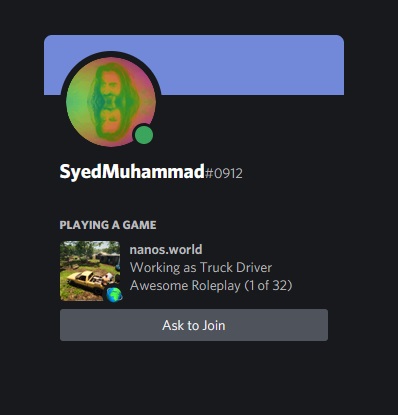 SyedMuhammad#0912
PLAYING A GAME
nanos.world
Working as Truck Driver
Awesome Roleplay (1 of 32)
Ask to Join